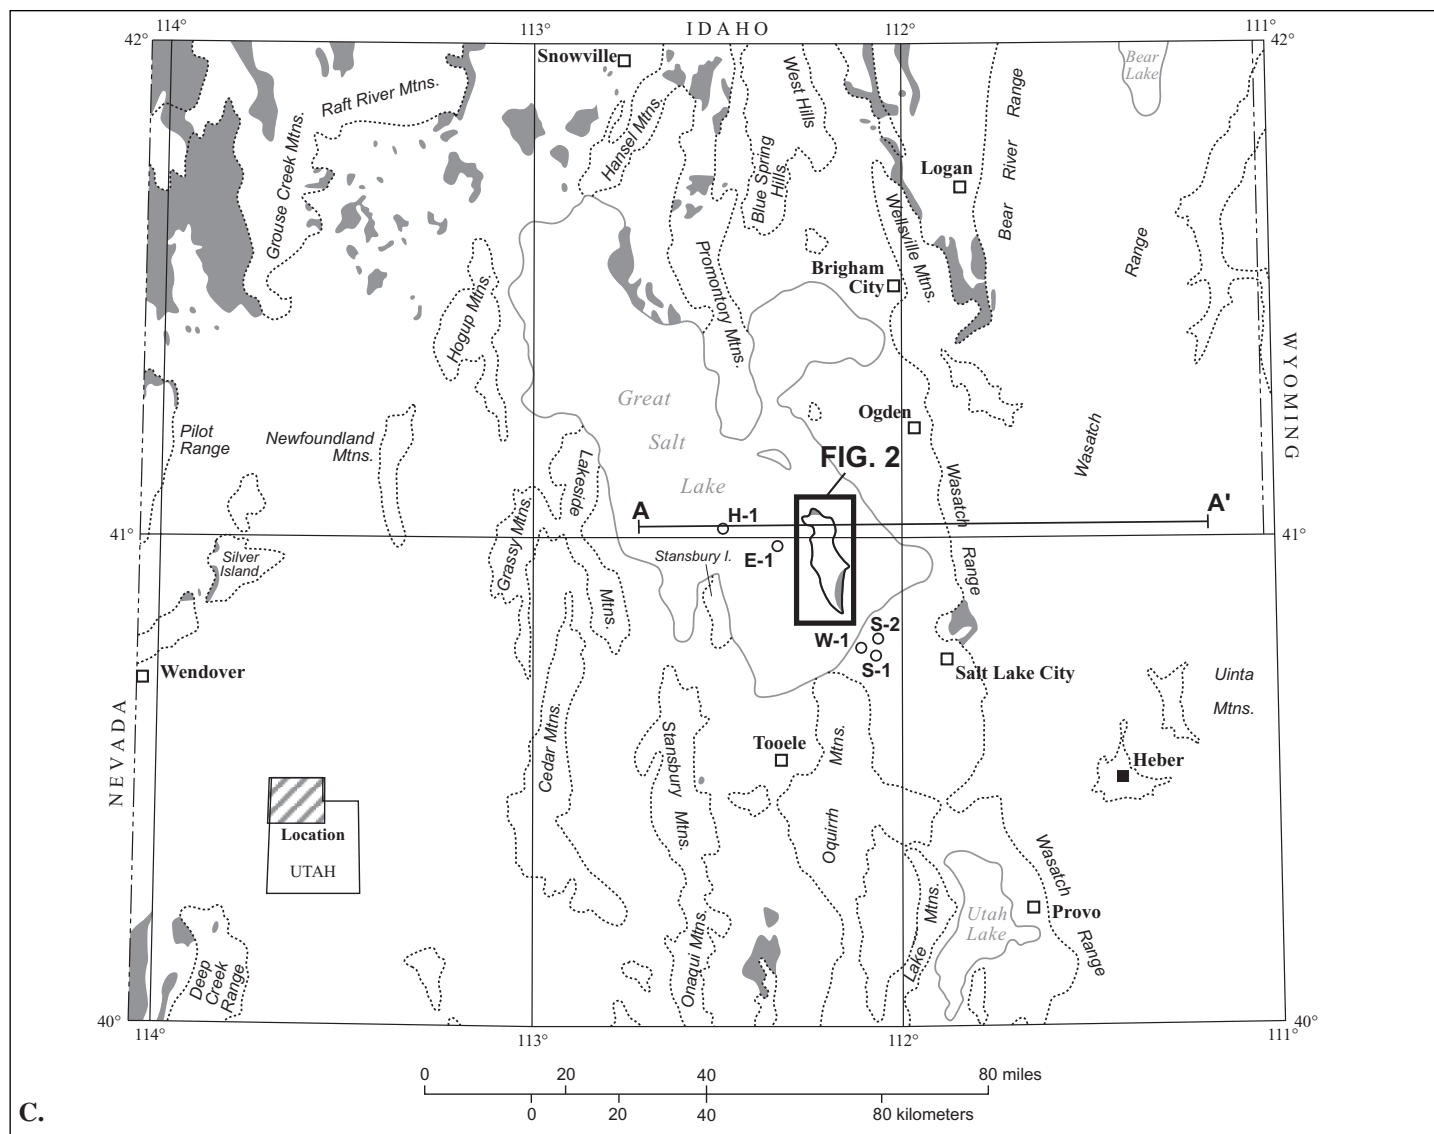 114°
113°
IDAHO
112°
111°
42°
42°
Snowville
Bear
Lake
Raft River Mtns.
Hansel Mtns.
West Hills
Bear River Range
Grouse Creek Mtns.
Blue Spring
Hills
Logan
Wellsville Mtns.
Range
Wasatch
Promontory Mtns.
Brigham
City
Hogup Mtns.
WYOMING
Great
Salt
Lake
Ogden
Pilot
Range
Newfoundland
Mtns.
FIG. 2
Lakeside
Mtns.
Wasatch
Range
A
H-1
A'
41°
41°
Grassy Mtns.
Silver
Island
Stansbury I.
E-1
S-2
W-1
S-1
Wendover
Salt Lake City
Uinta
Mtns.
NEVADA
Cedar Mtns.
Stansbury Mtns.
Tooele
Oquirrh Mtns.
Heber
Location
UTAH
Wasatch
Range
Utah
Lake
Provo
Lake Mtns.
Onaqui Mtns.
Deep
Creek
Range
40°
40°
114°
113°
112°
111°
0 20 40 80 miles
0 20 40 80 kilometers
C.